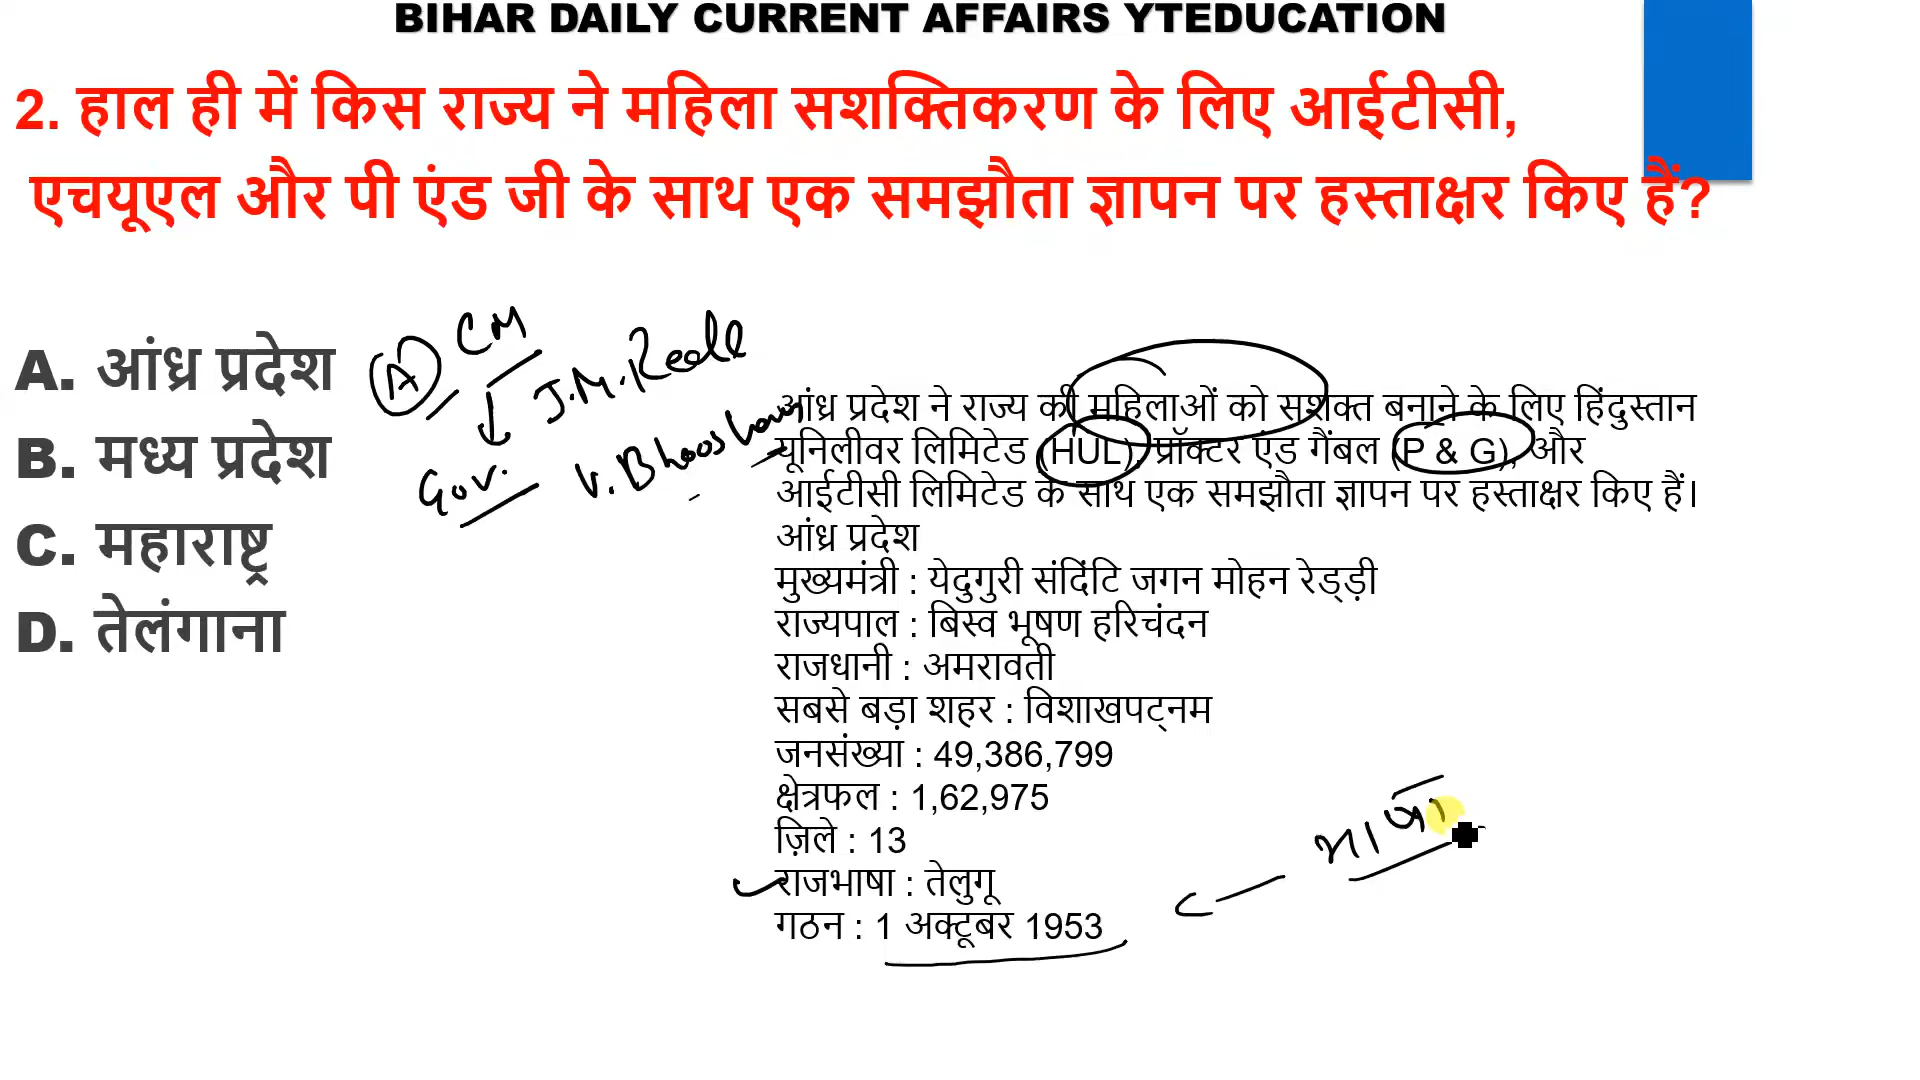 BIHAR DAILY CURRENT AFFAIRS YTEDUCATION
2. हाल ही में किस राज्य ने महिला सशक्तिकरण के लिए आईटीसी,
एचयूएल और पी एंड जी के साथ एक समझौता ज्ञापन पर हस्ताक्षर किए हैं?
A. आंध्र प्रदेश
B. मध्य प्रदेश
C. महाराष्ट्र
D. तेलंगाना
(A) CM
J.M.Redde
Gov. V.Bhooshan
आंध्र प्रदेश ने राज्य की महिलाओं को सशक्त बनाने के लिए हिंदुस्तान
यूनिलीवर लिमिटेड (HUL), प्रॉक्टर एंड गैंबल (P & G), और
आईटीसी लिमिटेड के साथ एक समझौता ज्ञापन पर हस्ताक्षर किए हैं।
आंध्र प्रदेश
मुख्यमंत्री : येदुगुरी संदिंटि जगन मोहन रेड्ड़ी
राज्यपाल : बिस्व भूषण हरिचंदन
राजधानी : अमरावती
सबसे बड़ा शहर : विशाखपट्नम
जनसंख्या : 49,386,799
क्षेत्रफल : 1,62,975
ज़िले : 13
राजभाषा : तेलुगू
गठन : 1 अक्टूबर 1953